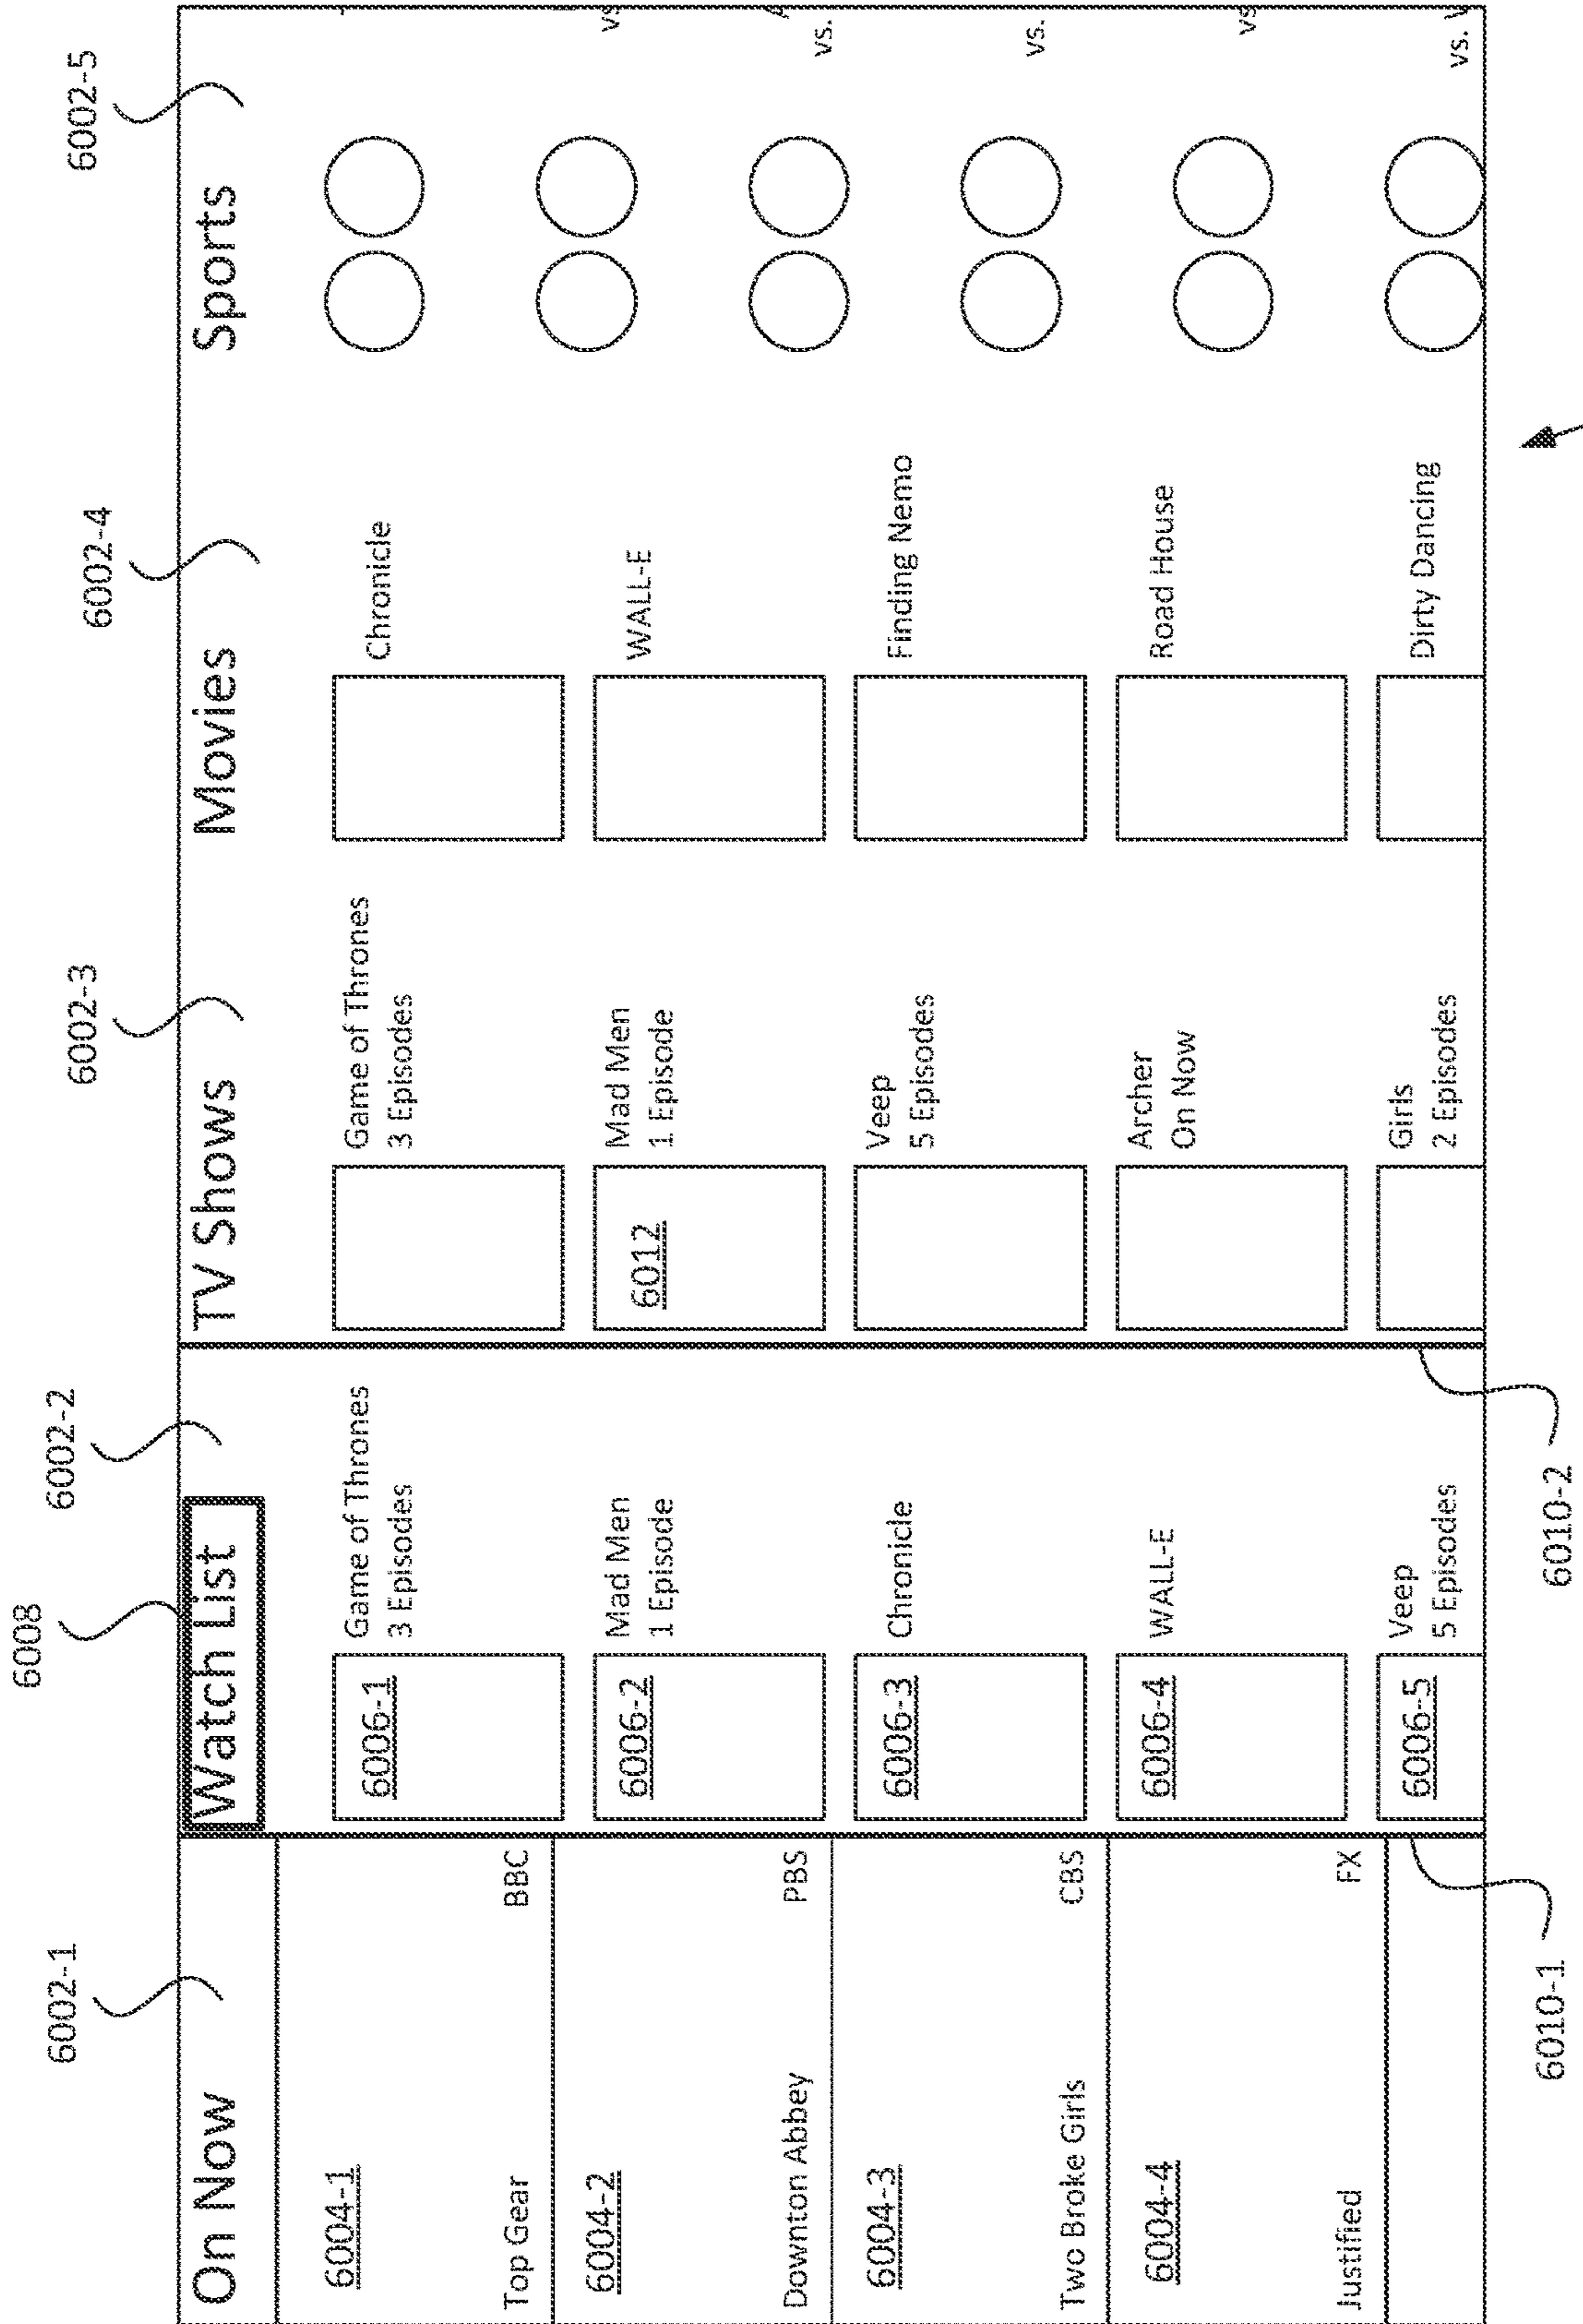 6002-1
6008
6002-2
6002-3
6002-4
6002-5
On Now
6004-1
Top Gear BBC
6004-2
Downton Abbey PBS
6004-3
Two Broke Girls CBS
6004-4
Justified FX
Watch List
6006-1
Game of Thrones
3 Episodes
6006-2
Mad Men
1 Episode
6006-3
Chronicle
6006-4
WALL-E
6006-5
Veep
5 Episodes
TV Shows
Game of Thrones
3 Episodes
6012
Mad Men
1 Episode
Veep
5 Episodes
Archer
On Now
Girls
2 Episodes
Movies
Chronicle
WALL-E
Finding Nemo
Road House
Dirty Dancing
Sports
vs
vs.
vs.
vs
vs.
6010-1
6010-2